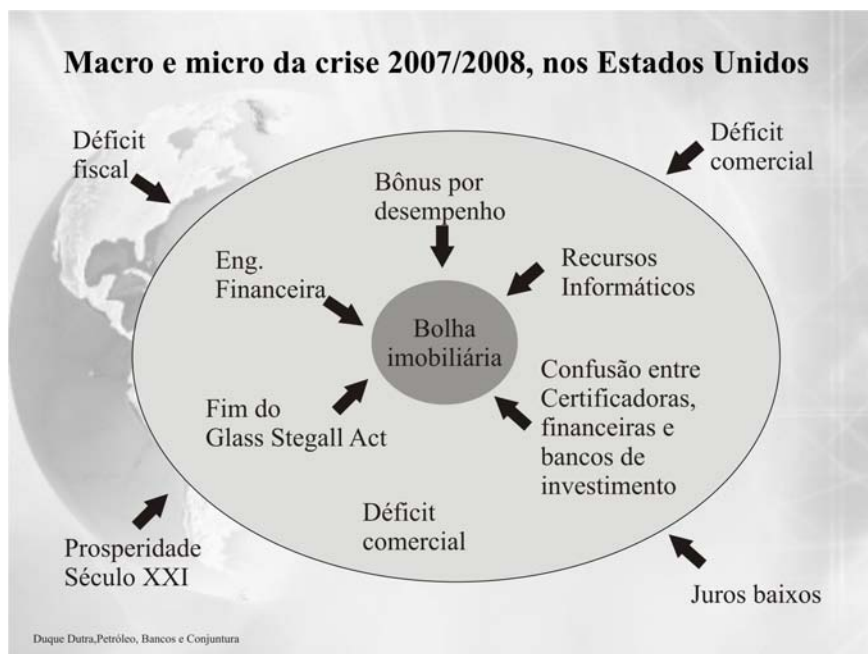 Macro e micro da crise 2007/2008, nos Estados Unidos
Déficit
fiscal
Déficit
comercial
Bônus por
desempenho
Eng.
Financeira
Recursos
Informáticos
Bolha
imobiliária
Fim do
Glass Stegall Act
Confusão entre
Certificadoras,
financeiras e
bancos de
investimento
Déficit
comercial
Prosperidade
Século XXI
Juros baixos
Duque Dutra,Petróleo, Bancos e Conjuntura